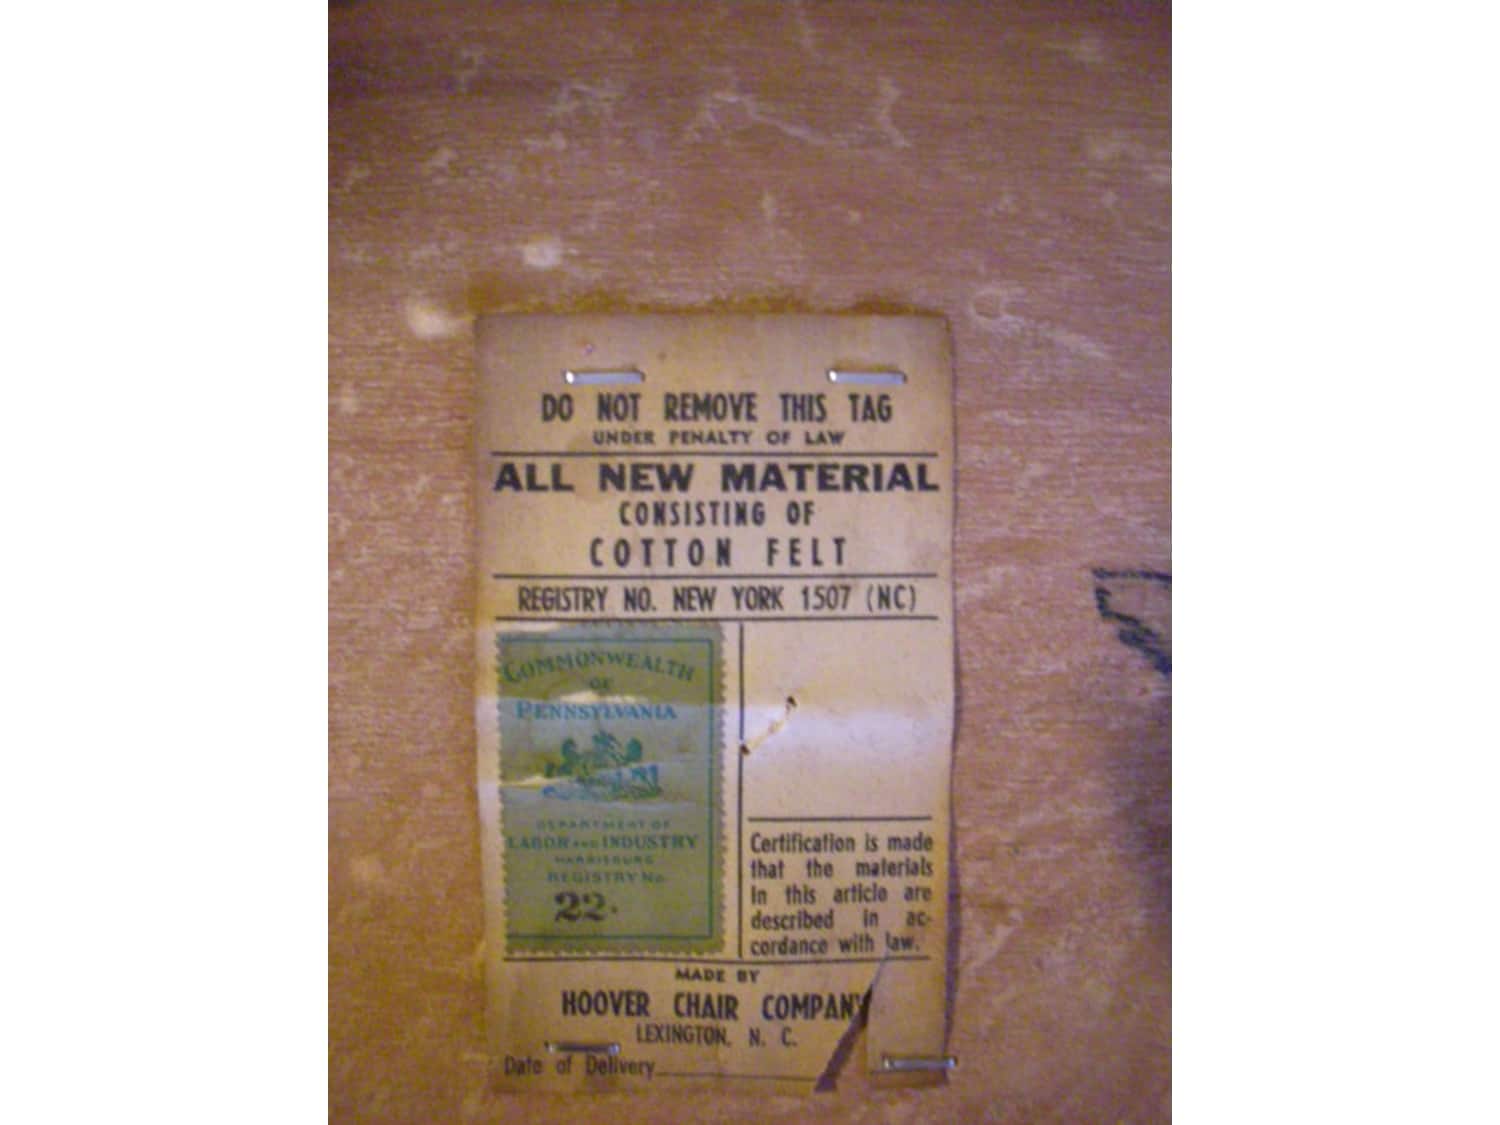 DO NOT REMOVE THIS TAG
UNDER PENALTY OF LAW
ALL NEW MATERIAL
CONSISTING OF
COTTON FELT
REGISTRY NO. NEW YORK 1507 (NC)
COMMONWEALTH
OF
PENNSYLVANIA
DEPARTMENT OF
LABOR AND INDUSTRY
HARRISBURG
REGISTRY No.
22.
Certification is made
that the materials
in this article are
described in ac-
cordance with law.
MADE BY
HOOVER CHAIR COMPANY
LEXINGTON, N. C.
Date of Delivery